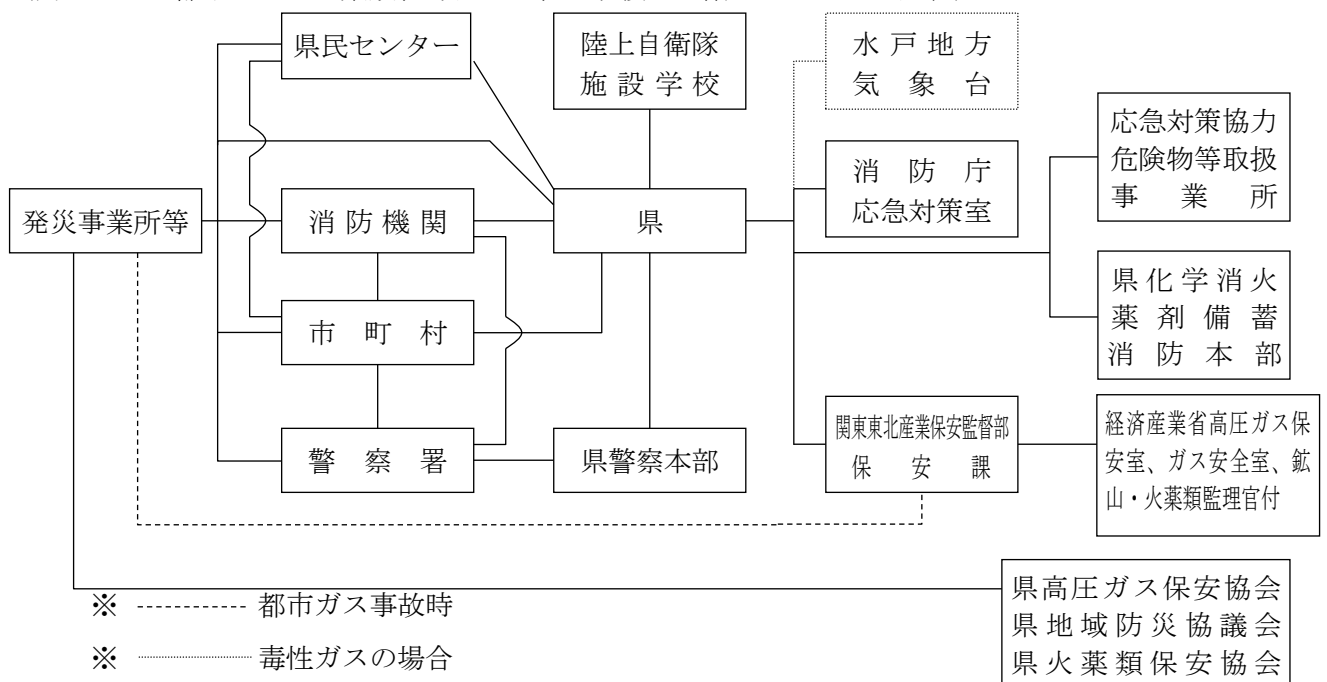 県民センター
陸上自衛隊
施設学校
水戸地方
気象台
応急対策協力
危険物等取扱
事業所
消防庁
応急対策室
発災事業所等
消防機関
県
県化学消火
薬剤備蓄
消防本部
市町村
関東東北産業保安監督部
保安課
経済産業省高圧ガス保
安室、ガス安全室、鉱
山・火薬類監理官付
警察署
県警察本部
県高圧ガス保安協会
県地域防災協議会
県火薬類保安協会
※ 都市ガス事故時
※ 毒性ガスの場合